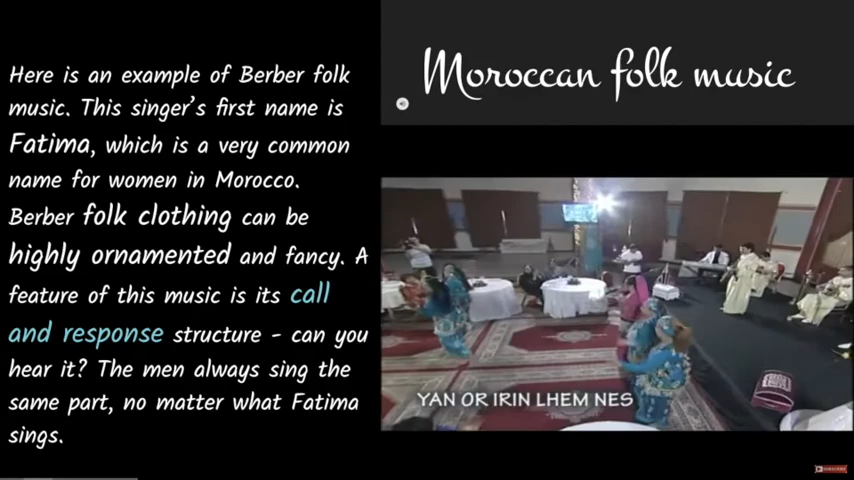 Moroccan folk music
Here is an example of Berber folk
music. This singer's first name is
Fatima, which is a very common
name for women in Morocco.
Berber folk clothing can be
highly ornamented and fancy. A
feature of this music is its call
and response structure - can you
hear it? The men always sing the
same part, no matter what Fatima
sings.
YAN OR IRIN LHEM NES